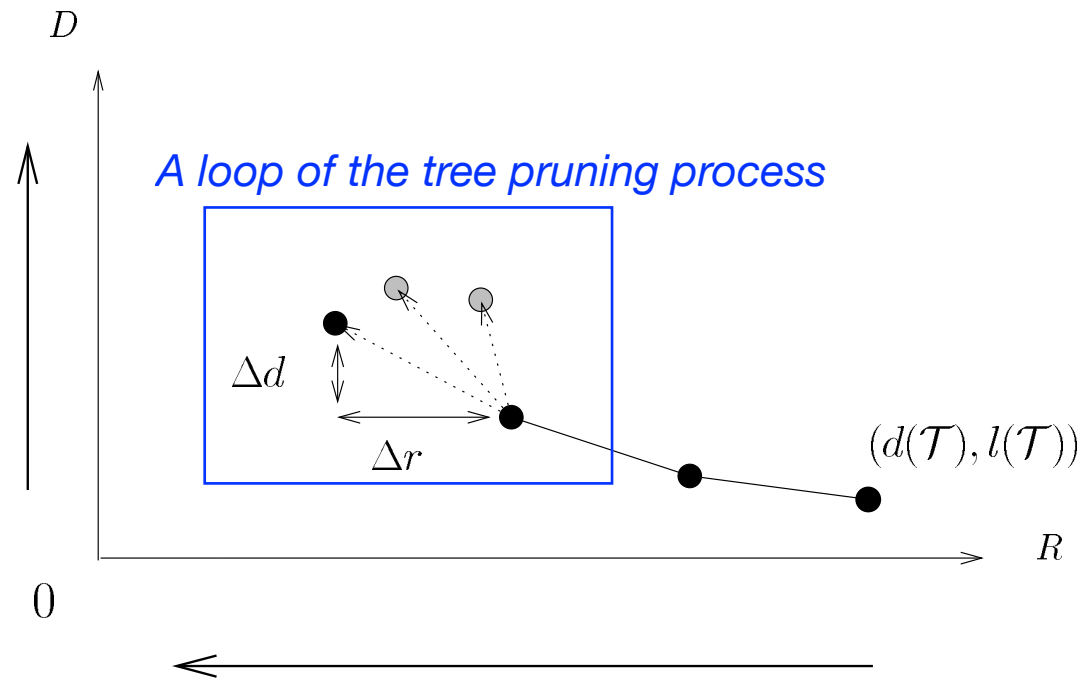 D
A loop of the tree pruning process
Δd
Δr
(d(𝒯), l(𝒯))
R
0